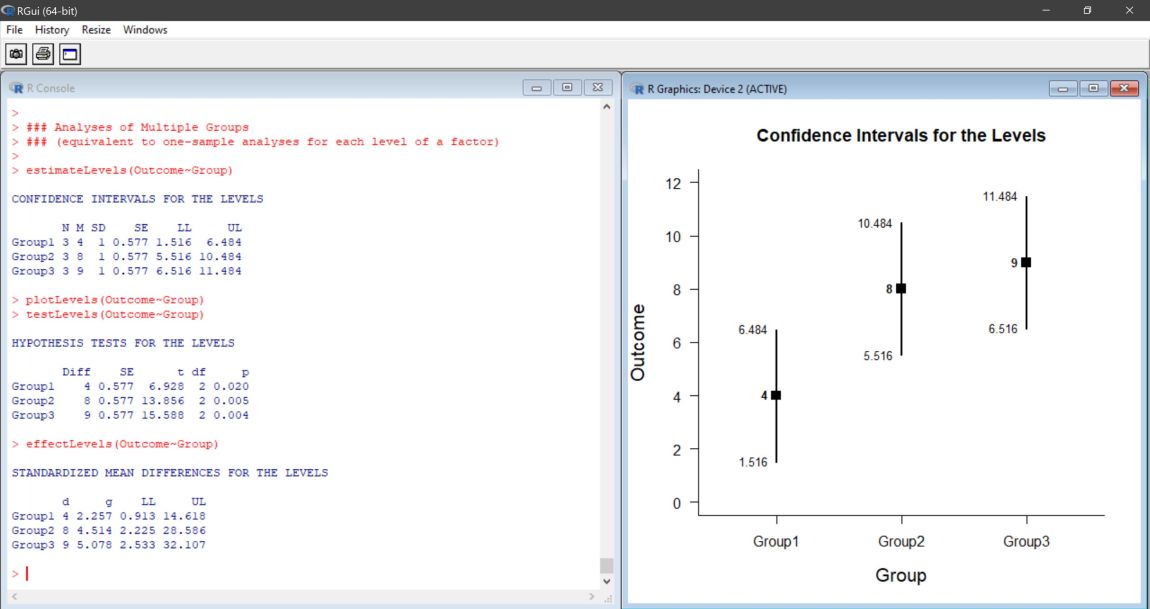 RGui (64-bit)
File History Resize Windows
R Console
>
> ### Analyses of Multiple Groups
> ### (equivalent to one-sample analyses for each level of a factor)
>
> estimateLevels(Outcome~Group)
CONFIDENCE INTERVALS FOR THE LEVELS
N M SD SE LL UL
Group1 3 4 1 0.577 1.516 6.484
Group2 3 8 1 0.577 5.516 10.484
Group3 3 9 1 0.577 6.516 11.484
> plotLevels(Outcome~Group)
> testLevels(Outcome~Group)
HYPOTHESIS TESTS FOR THE LEVELS
Diff SE t df p
Group1 4 0.577 6.928 2 0.020
Group2 8 0.577 13.856 2 0.005
Group3 9 0.577 15.588 2 0.004
> effectLevels(Outcome~Group)
STANDARDIZED MEAN DIFFERENCES FOR THE LEVELS
d g LL UL
Group1 4 2.257 0.913 14.618
Group2 8 4.514 2.225 28.586
Group3 9 5.078 2.533 32.107
>
R Graphics: Device 2 (ACTIVE)
Confidence Intervals for the Levels
Outcome
12
10
8
6
4
2
0
6.484
4
1.516
10.484
8
5.516
11.484
9
6.516
Group1 Group2 Group3
Group